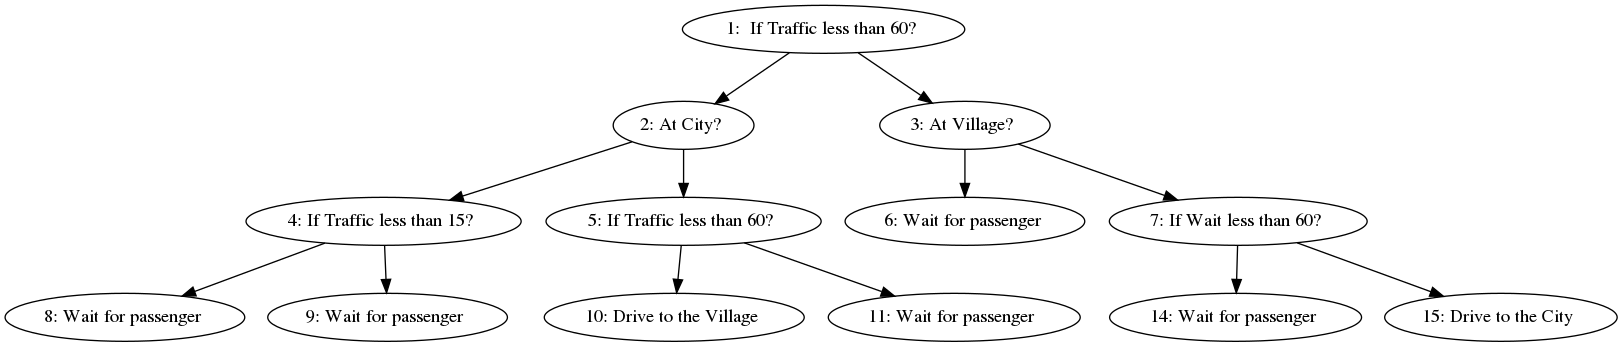 1:  If Traffic less than 60?
2: At City?
3: At Village?
4: If Traffic less than 15?
5: If Traffic less than 60?
6: Wait for passenger
7: If Wait less than 60?
8: Wait for passenger
9: Wait for passenger
10: Drive to the Village
11: Wait for passenger
14: Wait for passenger
15: Drive to the City